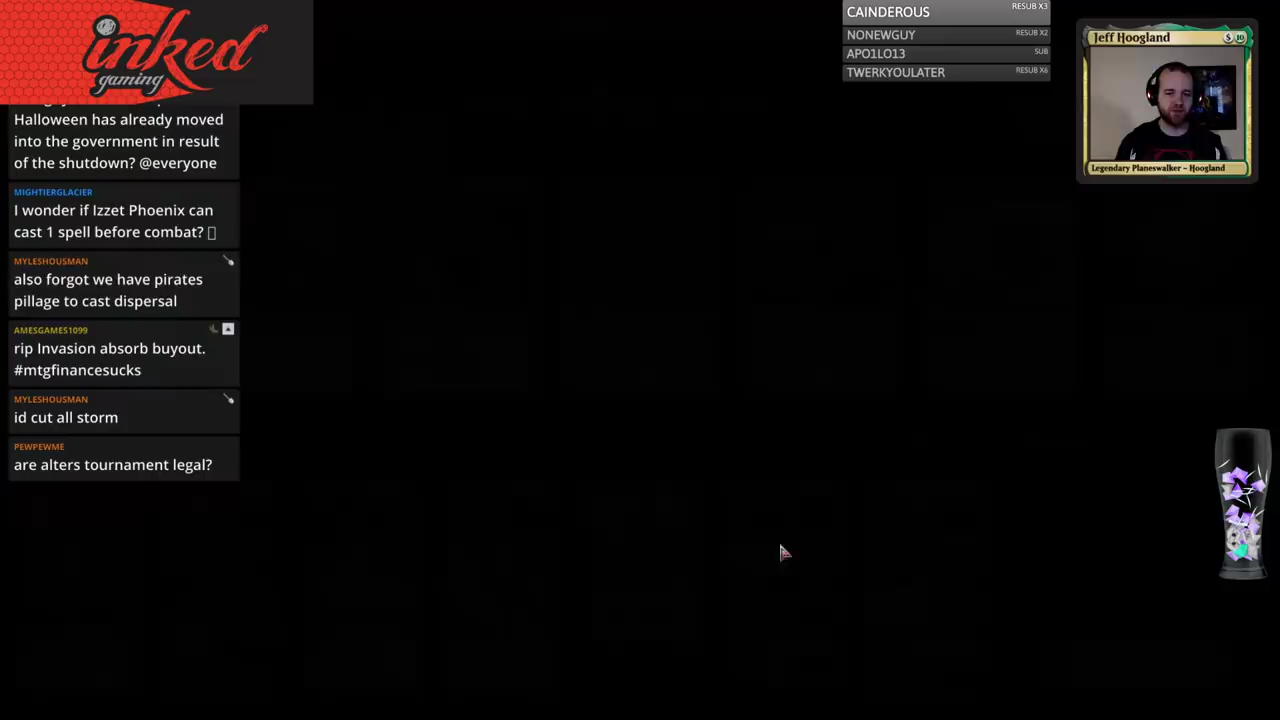 inked
gaming
Halloween has already moved
into the government in result
of the shutdown? @everyone
MIGHTIERGLACIER
I wonder if Izzet Phoenix can
cast 1 spell before combat?
MYLESHOUSMAN
also forgot we have pirates
pillage to cast dispersal
AMESGAMES1099
rip Invasion absorb buyout.
#mtgfinancesucks
MYLESHOUSMAN
id cut all storm
PEWPEWME
are alters tournament legal?
CAINDEROUS RESUB X3
NONEWGUY RESUB X2
APO1LO13 SUB
TWERKYOULATER RESUB X6
Jeff Hoogland $ 10
Legendary Planeswalker - Hoogland